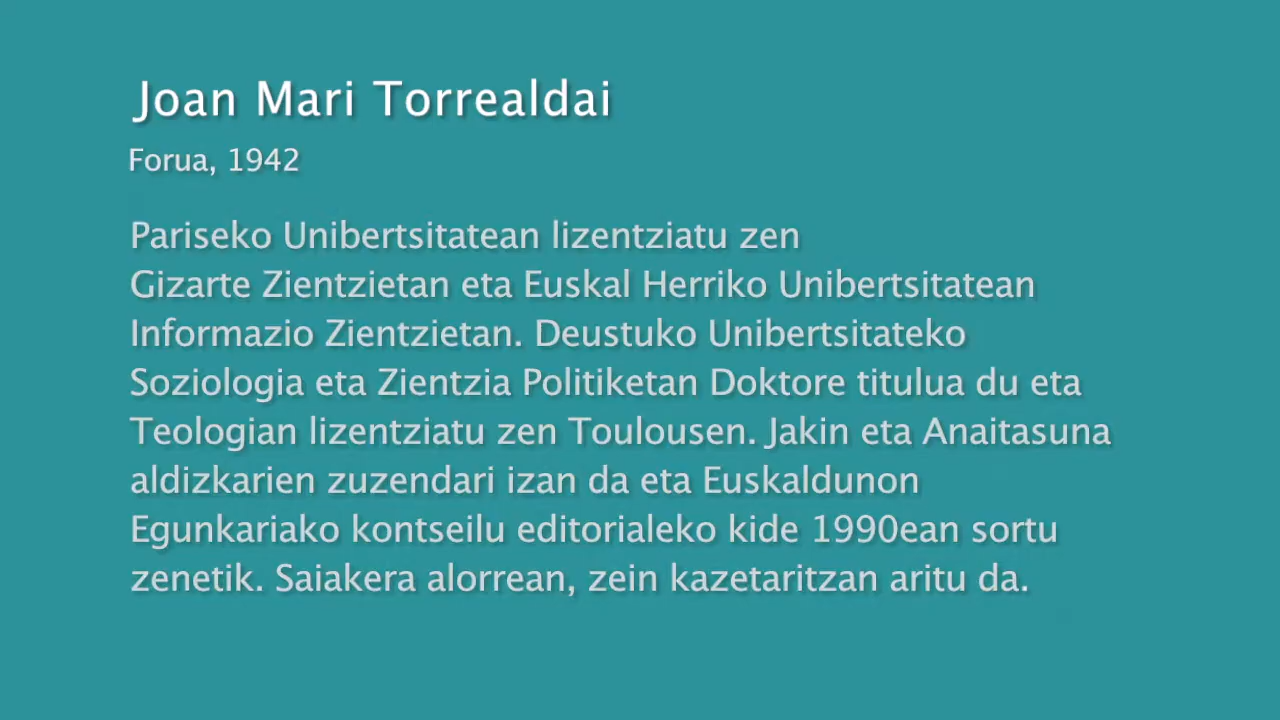 Joan Mari Torrealdai
Forua, 1942
Pariseko Unibertsitatean lizentziatu zen
Gizarte Zientzietan eta Euskal Herriko Unibertsitatean
Informazio Zientzietan. Deustuko Unibertsitateko
Soziologia eta Zientzia Politiketan Doktore titulua du eta
Teologian lizentziatu zen Toulousen. Jakin eta Anaitasuna
aldizkarien zuzendari izan da eta Euskaldunon
Egunkariako kontseilu editorialeko kide 1990ean sortu
zenetik. Saiakera alorrean, zein kazetaritzan aritu da.